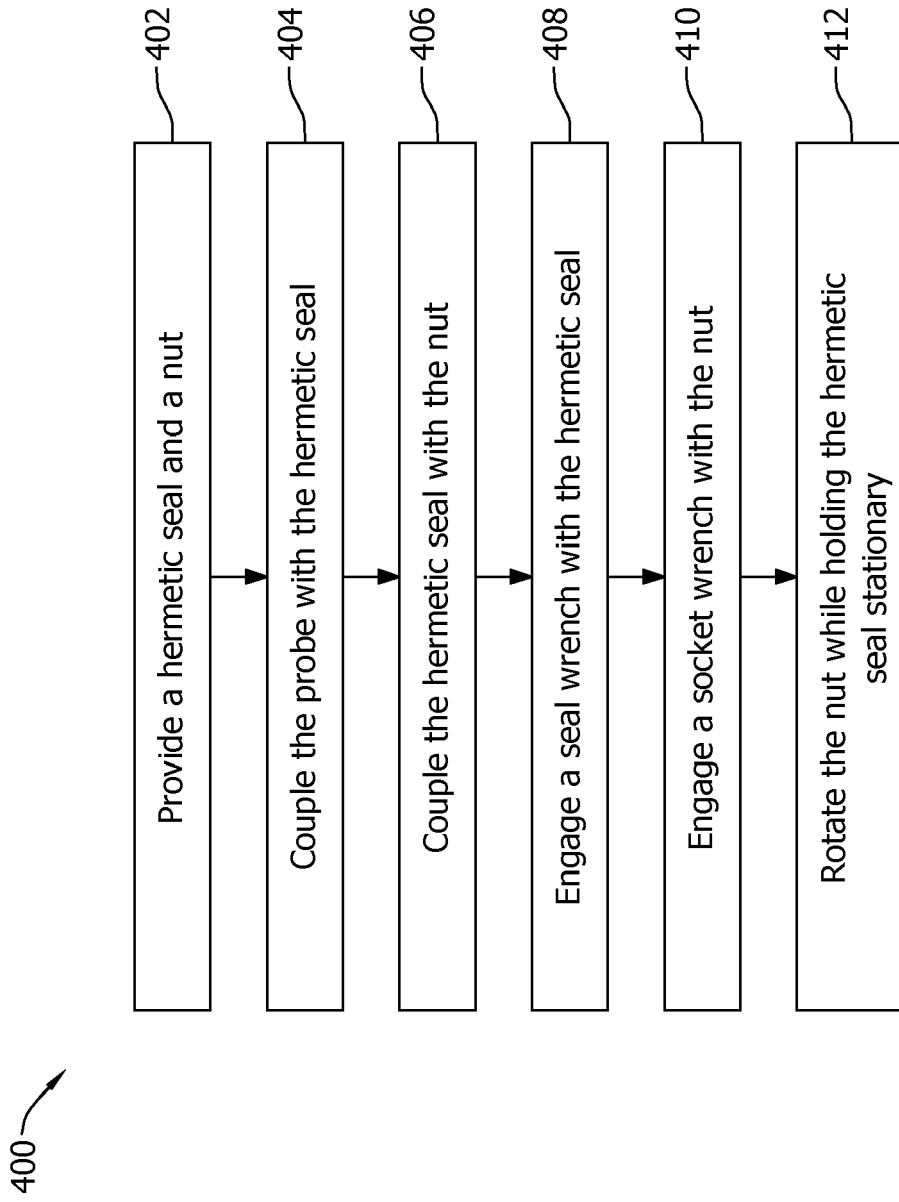 400
Provide a hermetic seal and a nut
402
Couple the probe with the hermetic seal
404
Couple the hermetic seal with the nut
406
Engage a seal wrench with the hermetic seal
408
Engage a socket wrench with the nut
410
Rotate the nut while holding the hermetic
seal stationary
412